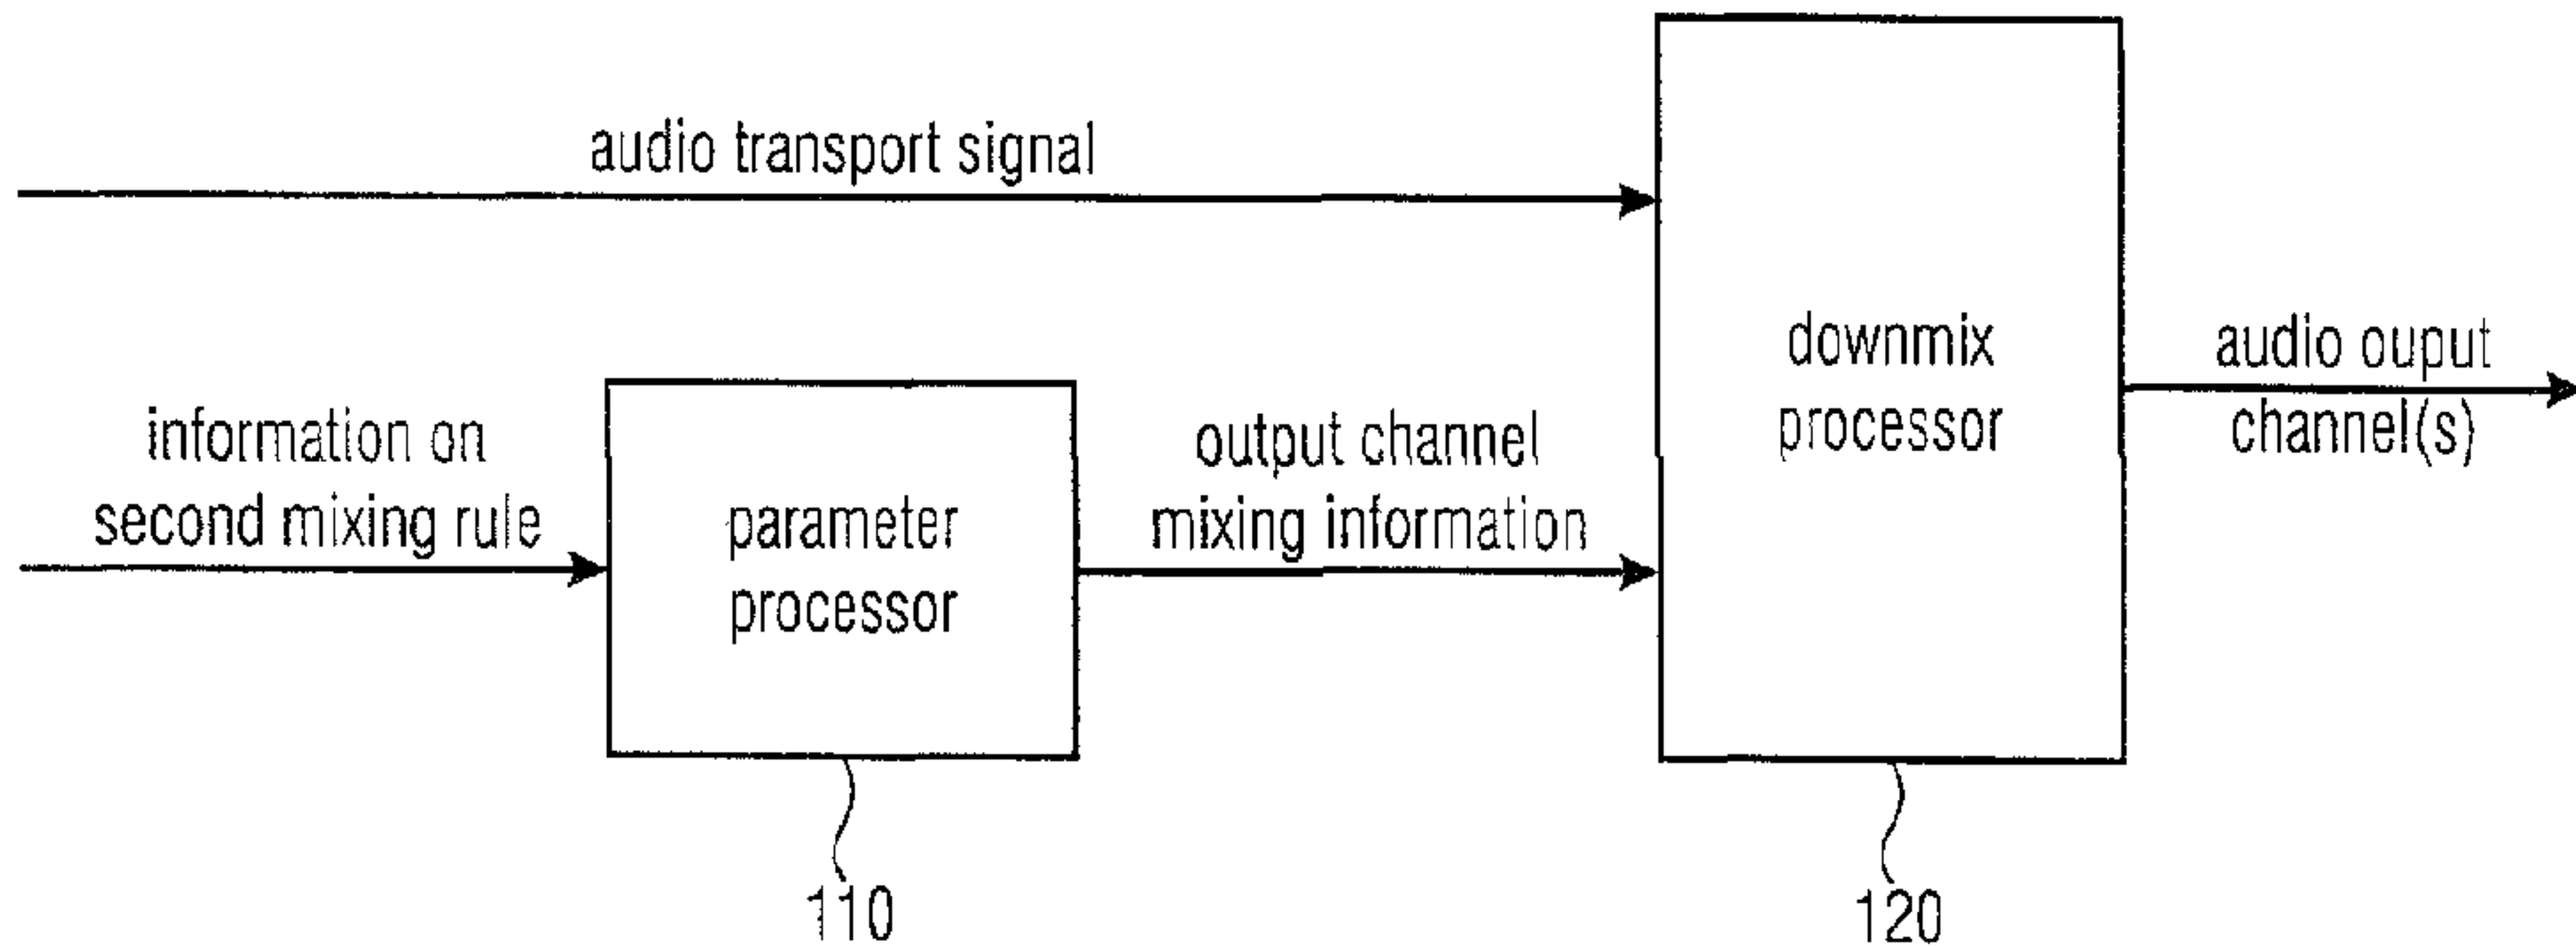 audio transport signal
information on
second mixing rule
parameter
processor
output channel
mixing information
downmix
processor
audio ouput
channel(s)
110
120